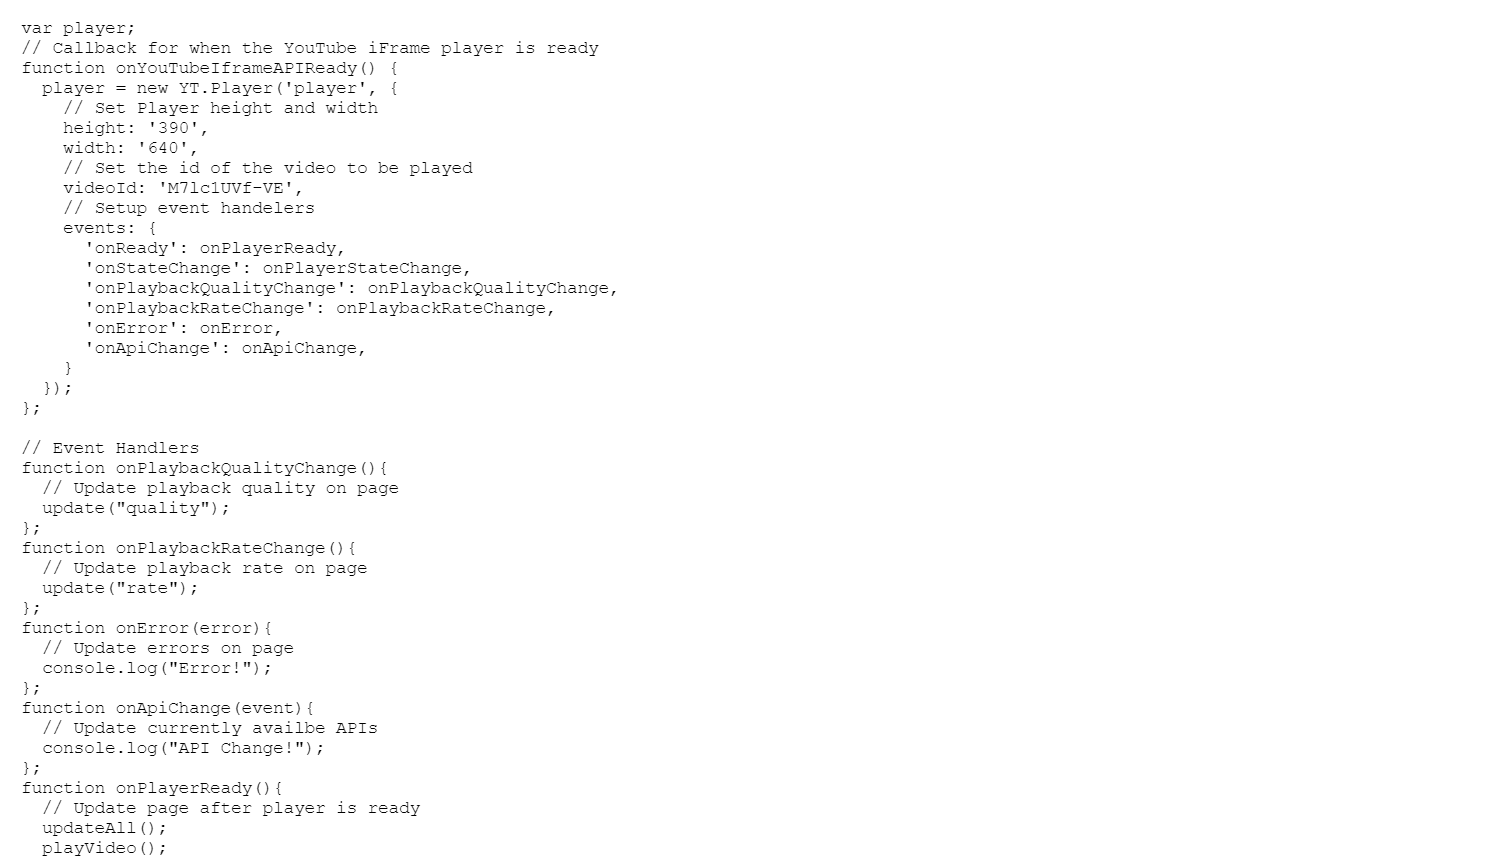 var player;
// Callback for when the YouTube iFrame player is ready
function onYouTubeIframeAPIReady() {
  player = new YT.Player('player', {
    // Set Player height and width
    height: '390',
    width: '640',
    // Set the id of the video to be played
    videoId: 'M7lc1UVf-VE',
    // Setup event handelers
    events: {
      'onReady': onPlayerReady,
      'onStateChange': onPlayerStateChange,
      'onPlaybackQualityChange': onPlaybackQualityChange,
      'onPlaybackRateChange': onPlaybackRateChange,
      'onError': onError,
      'onApiChange': onApiChange,
    }
  });
};

// Event Handlers
function onPlaybackQualityChange(){
  // Update playback quality on page
  update("quality");
};
function onPlaybackRateChange(){
  // Update playback rate on page
  update("rate");
};
function onError(error){
  // Update errors on page
  console.log("Error!");
};
function onApiChange(event){
  // Update currently availbe APIs
  console.log("API Change!");
};
function onPlayerReady(){
  // Update page after player is ready
  updateAll();
  playVideo();